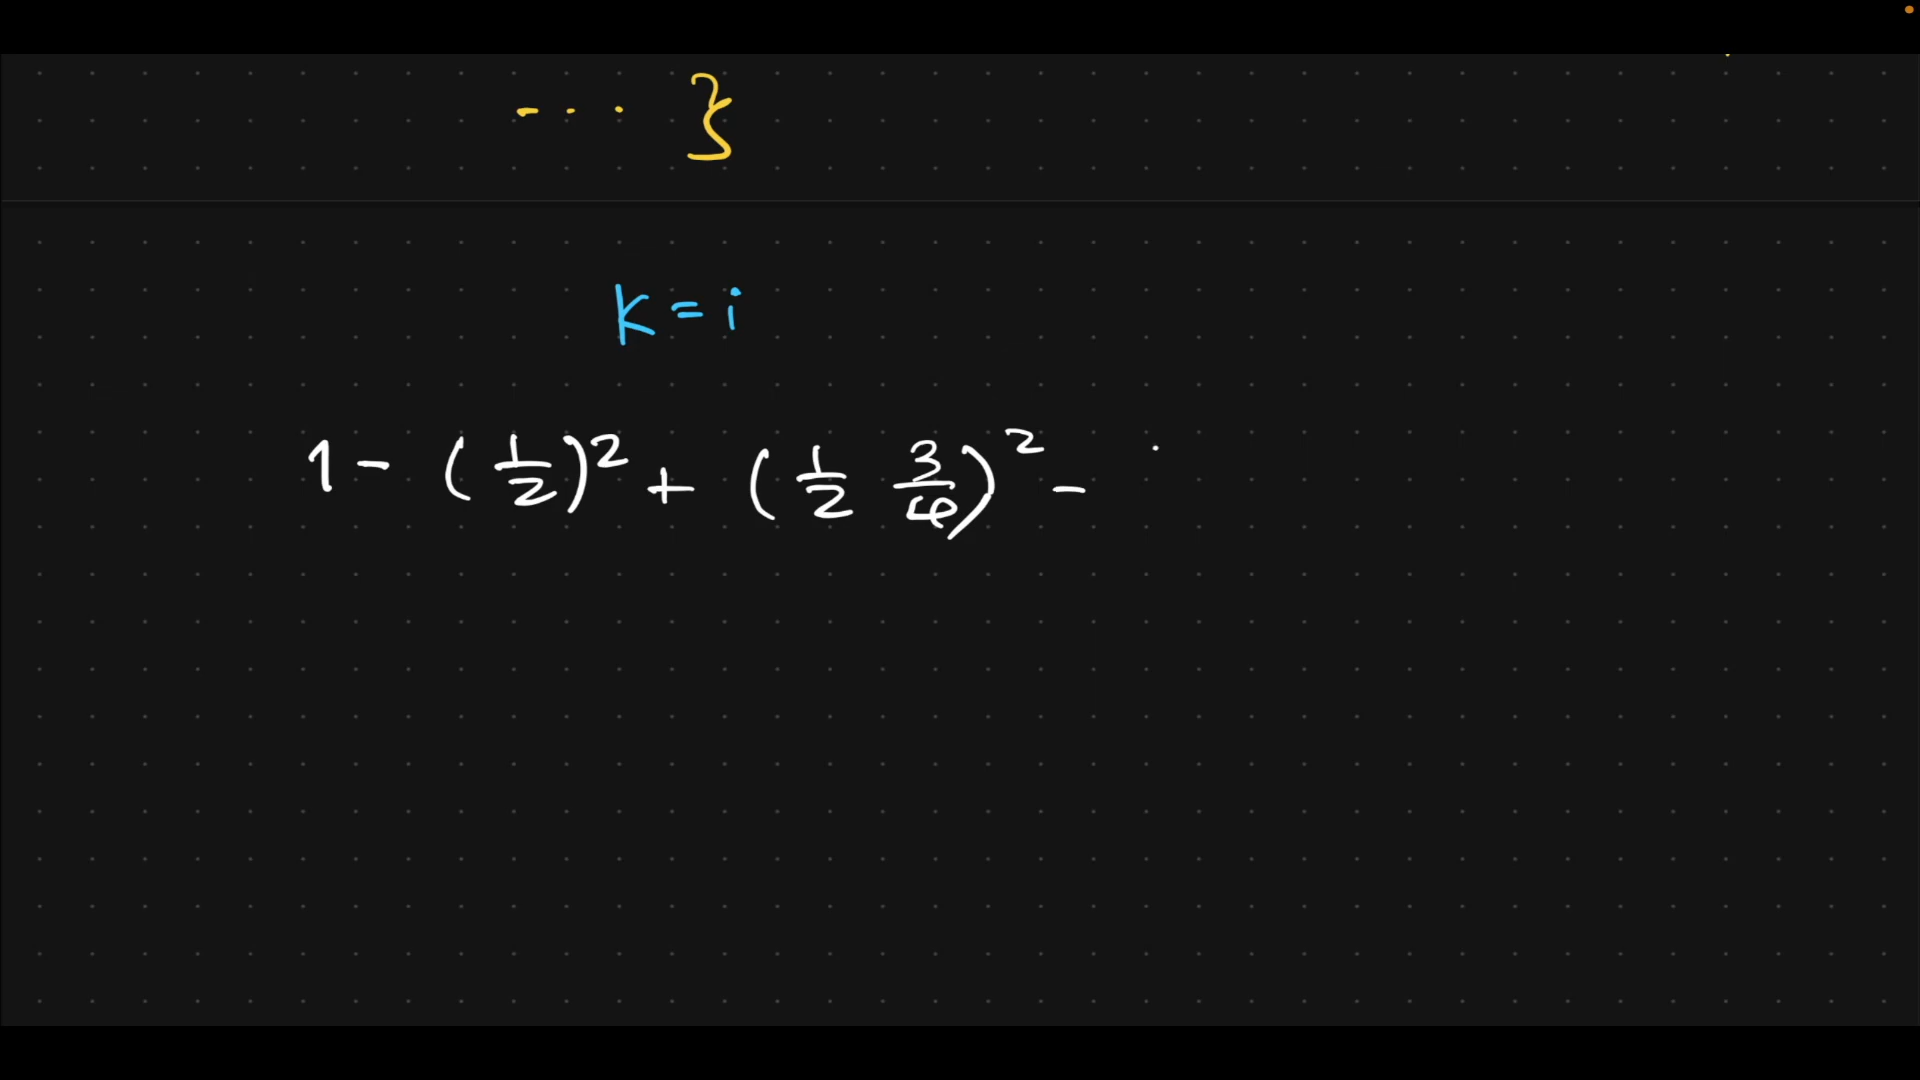 --- }
k = i
1 - (1/2)² + (1/2 3/4)² -